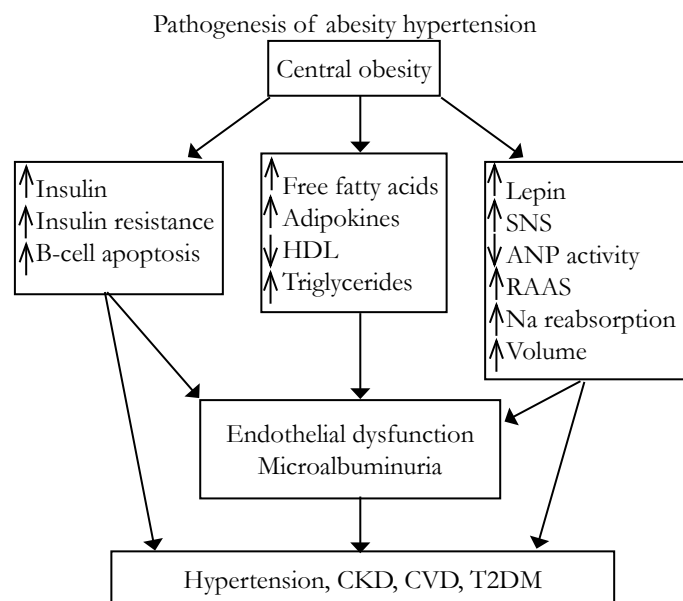 Pathogenesis of abesity hypertension
Central obesity
Insulin
Insulin resistance
B-cell apoptosis
Free fatty acids
Adipokines
HDL
Triglycerides
Lepin
SNS
ANP activity
RAAS
Na reabsorption
Volume
Endothelial dysfunction
Microalbuminuria
Hypertension, CKD, CVD, T2DM